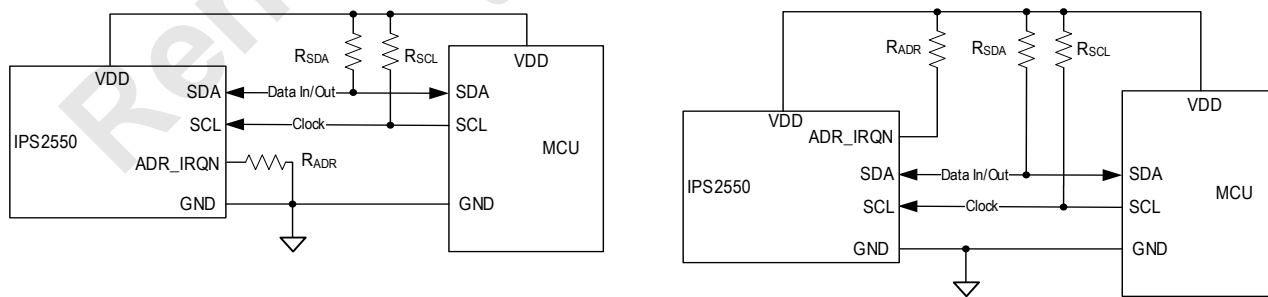 RSDA
RSCL
VDD
VDD
SDA
Data In/Out
SDA
SCL
Clock
SCL
IPS2550
MCU
ADR_IRQN
RADR
GND
GND
RADR
RSDA
RSCL
VDD
VDD
ADR_IRQN
MCU
IPS2550
SDA
Data In/Out
SDA
SCL
Clock
SCL
GND
GND